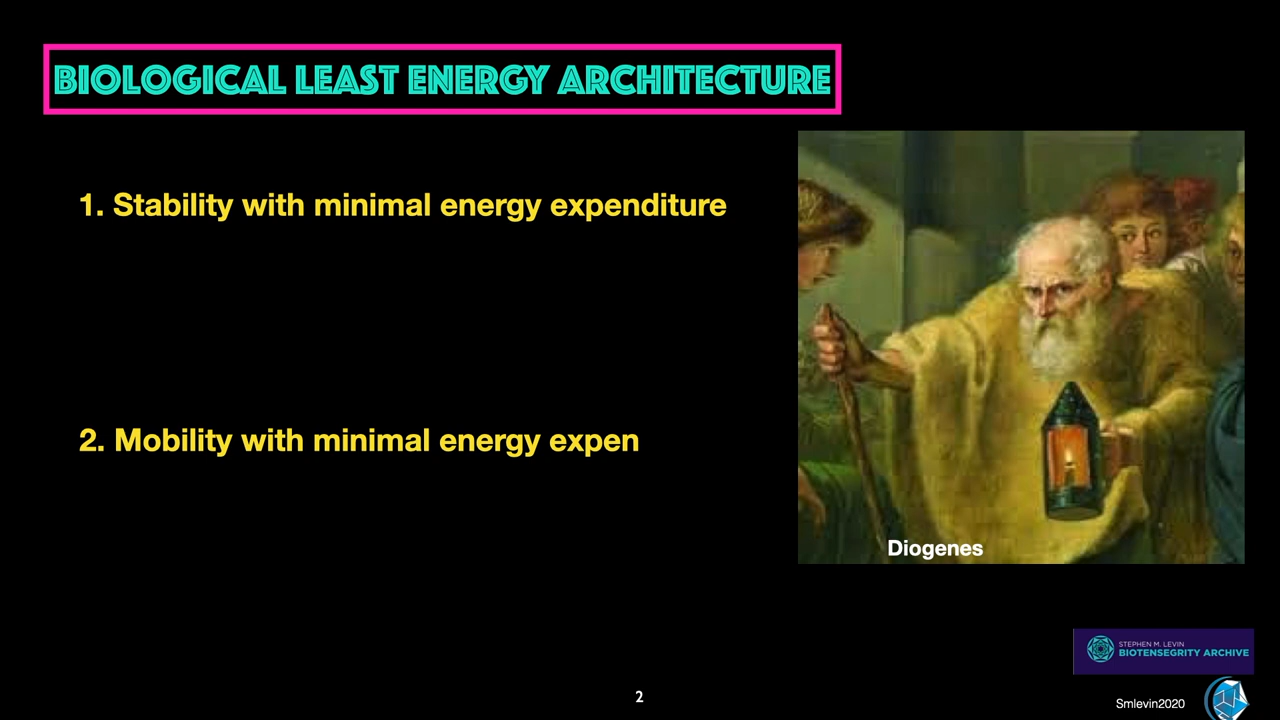 BIOLOGICAL LEAST ENERGY ARCHITECTURE
1. Stability with minimal energy expenditure
2. Mobility with minimal energy expen
Diogenes
STEPHEN M. LEVIN
BIOTENSEGRITY ARCHIVE
2
Smlevin2020